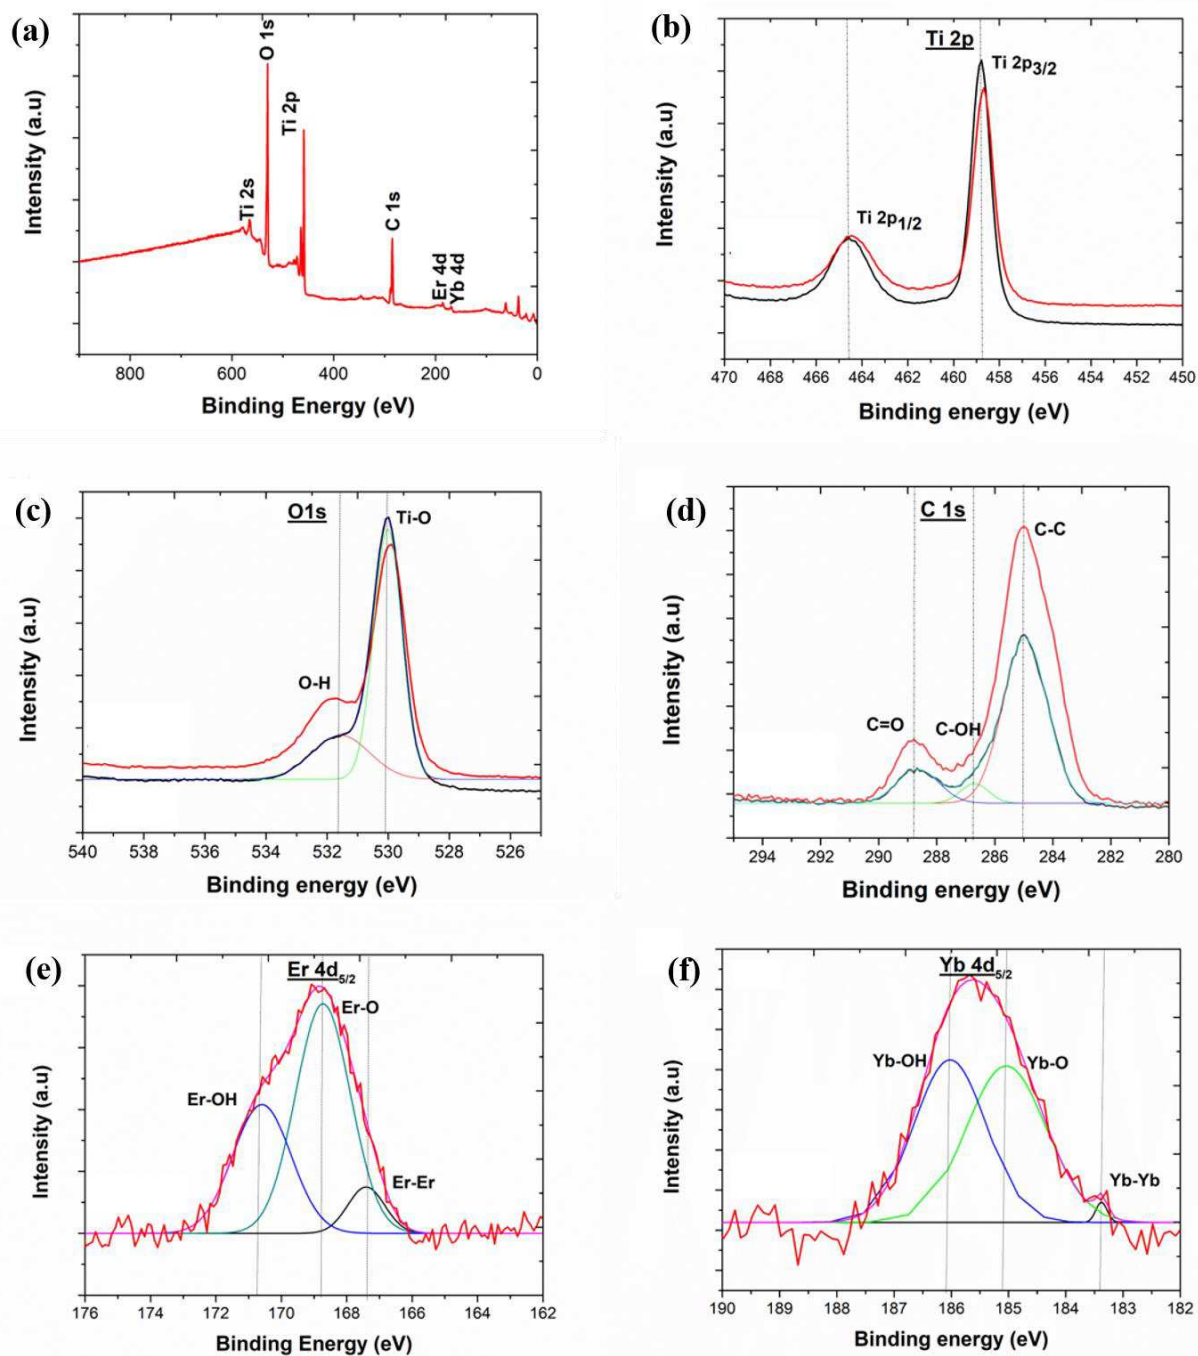 (a)
O 1s
Ti 2p
Ti 2s
C 1s
Er 4d
Yb 4d
Intensity (a.u)
800 600 400 200 0
Binding Energy (eV)
(b)
Ti 2p
Ti 2p3/2
Ti 2p1/2
Intensity (a.u)
470 468 466 464 462 460 458 456 454 452 450
Binding energy (eV)
(c)
O1s
Ti-O
O-H
Intensity (a.u)
540 538 536 534 532 530 528 526
Binding energy (eV)
(d)
C 1s
C-C
C=O
C-OH
Intensity (a.u)
294 292 290 288 286 284 282 280
Binding energy (eV)
(e)
Er 4d5/2
Er-O
Er-OH
Er-Er
Intensity (a.u)
176 174 172 170 168 166 164 162
Binding Energy (eV)
(f)
Yb 4d5/2
Yb-OH
Yb-O
Yb-Yb
Intensity (a.u)
190 189 188 187 186 185 184 183 182
Binding energy (eV)